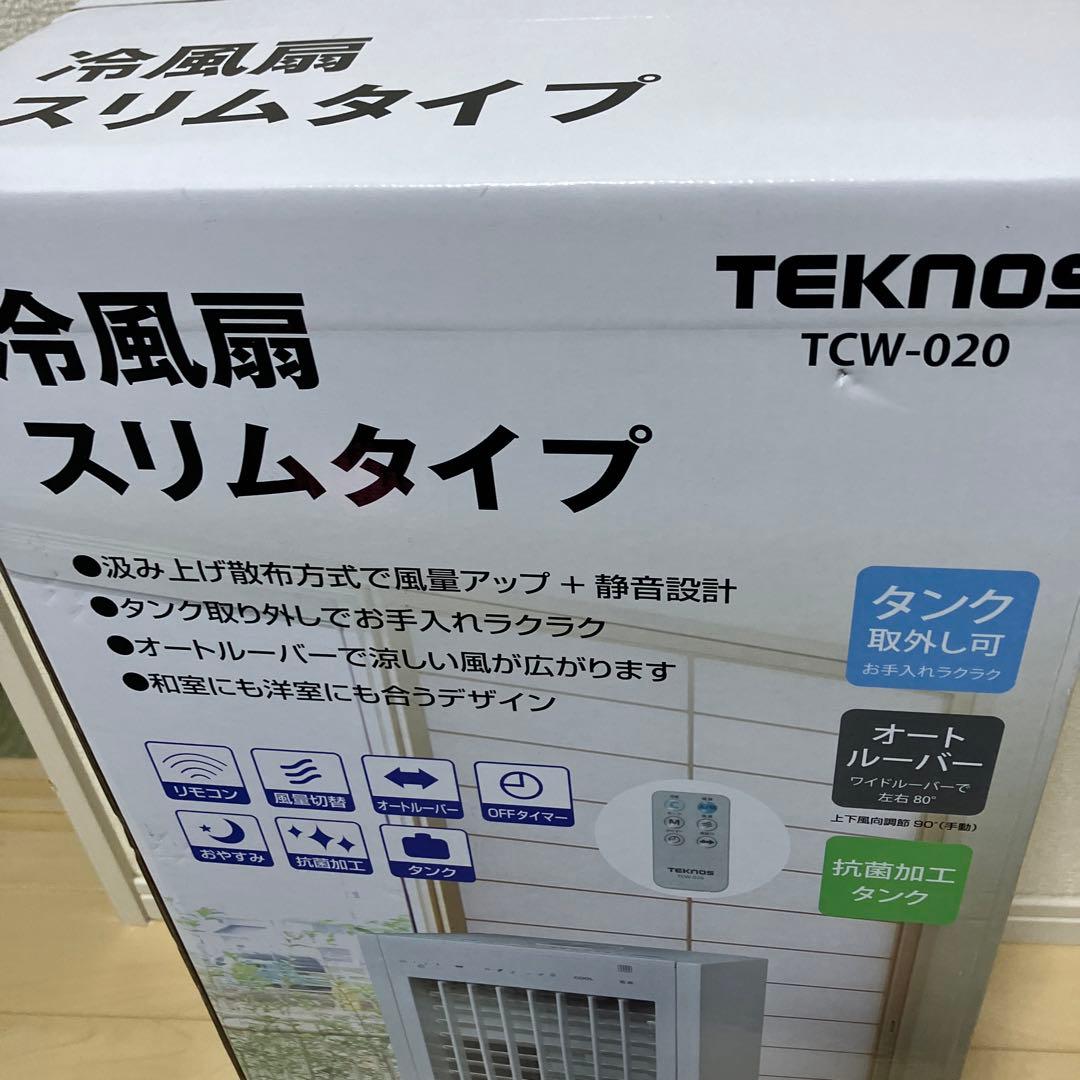 冷風扇
スリムタイプ
TEKNOS
TCW-020
冷風扇
スリムタイプ
●汲み上げ散布方式で風量アップ + 静音設計
●タンク取り外しでお手入れラクラク
●オートルーバーで涼しい風が広がります
●和室にも洋室にも合うデザイン
タンク
取外し可
お手入れラクラク
オート
ルーバー
ワイドルーバーで
左右 80°
上下風向調節 90°(手動)
抗菌加工
タンク
リモコン
風量切替
オートルーバー
OFFタイマー
おやすみ
抗菌加工
タンク
C
M
TEKNOS
TCW-020
COOL